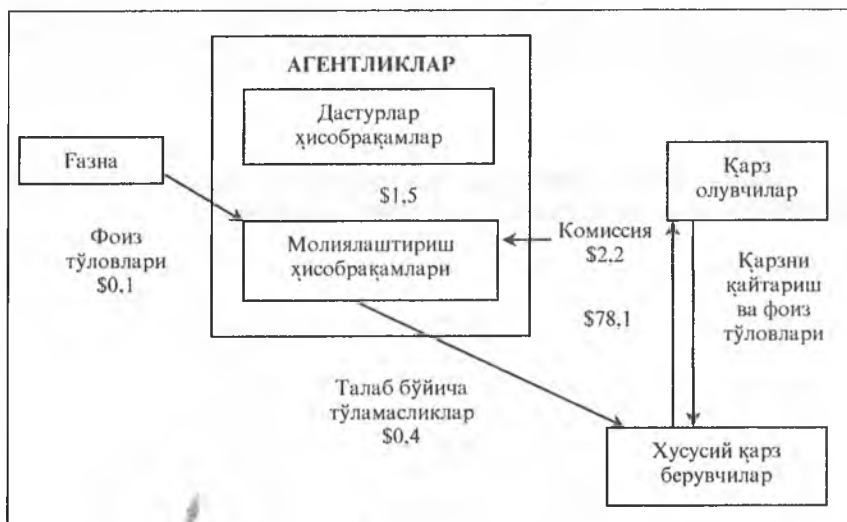 АГЕНТЛИКЛАР
Дастурлар
ҳисобрақамлар
Ғазна
Қарз
олувчилар
$1,5
Фоиз
тўловлари
$0,1
Молиялаштириш
ҳисобрақамлари
Комиссия
$2,2
Қарзни
қайтариш
ва фоиз
тўловлари
$78,1
Талаб бўйича
тўламасликлар
$0,4
Хусусий қарз
берувчилар